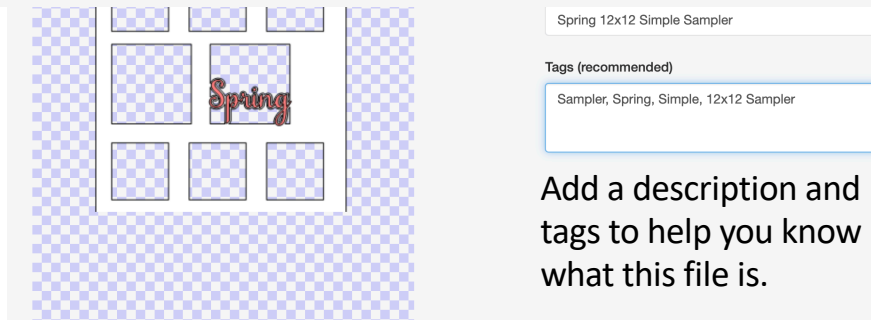 Spring
Spring 12x12 Simple Sampler
Tags (recommended)
Sampler, Spring, Simple, 12x12 Sampler
Add a description and
tags to help you know
what this file is.